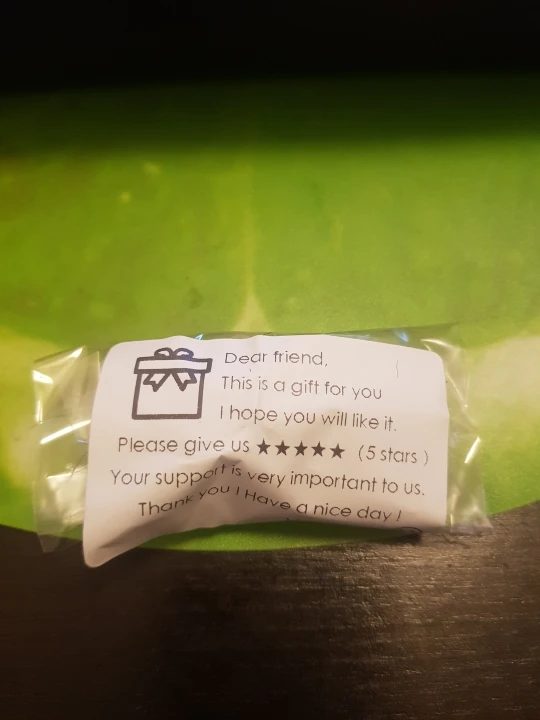 Dear friend,
This is a gift for you
I hope you will like it.
Please give us ★★★★★ (5 stars )
Your support is very important to us.
Thank you ! Have a nice day !